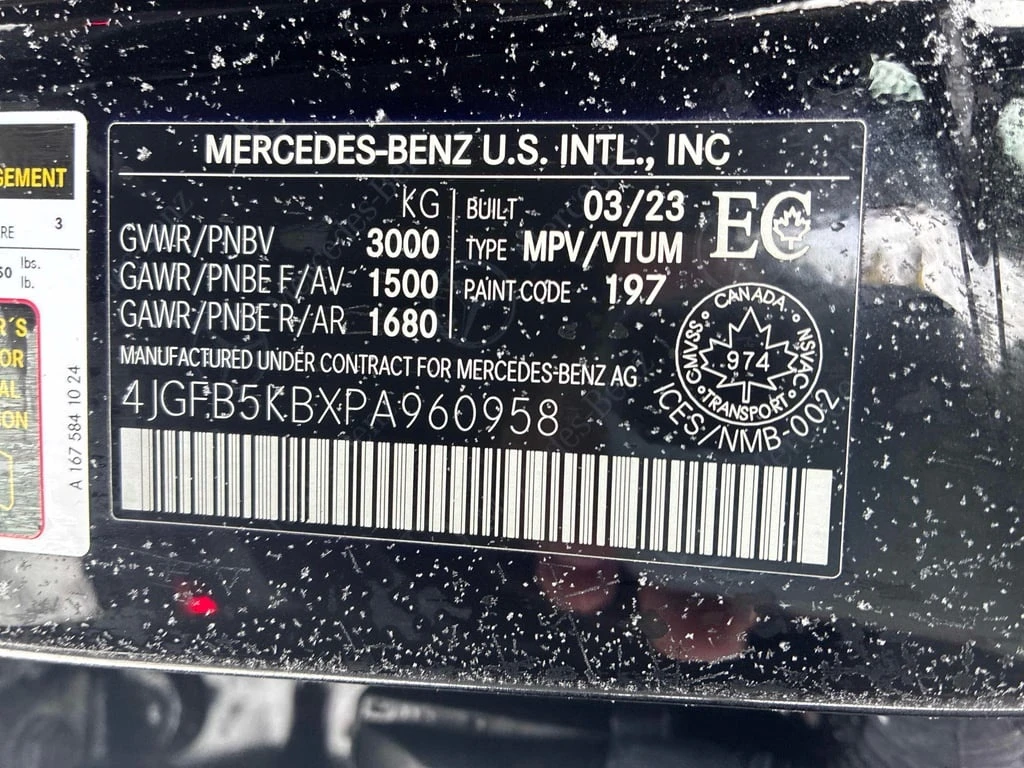 MERCEDES-BENZ U.S. INTL., INC
KG
GVWR/PNBV 3000
GAWR/PNBE F/AV 1500
GAWR/PNBE R/AR 1680
BUILT 03/23
TYPE MPV/VTUM
PAINT CODE 197
EC
MANUFACTURED UNDER CONTRACT FOR MERCEDES-BENZ AG
4JGFB5KBXPA960958
CANADA
CMVSS
NSVAC
974
TRANSPORT
ICES/NMB-002
GEMENT
RE 3
50 lbs.
lb.
R'S
OR
AL
ON
A 167 584 10 24